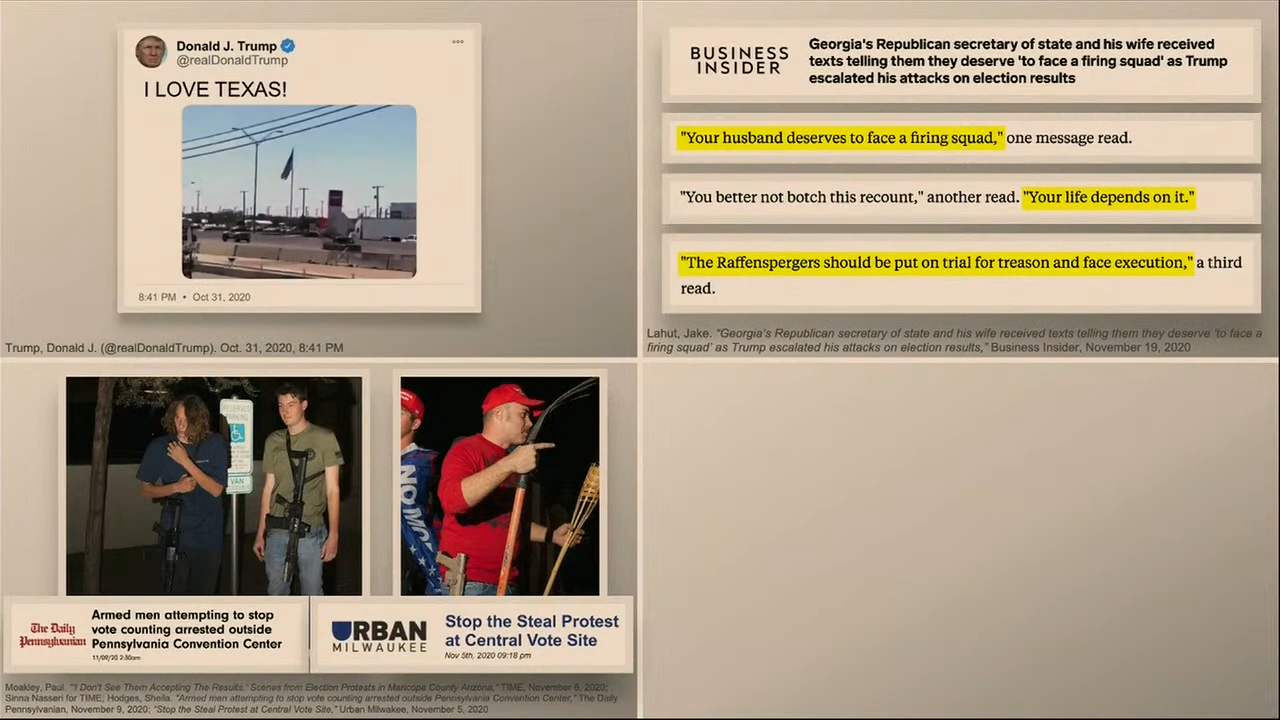 Donald J. Trump
@realDonaldTrump
I LOVE TEXAS!
8:41 PM • Oct 31, 2020
Trump, Donald J. (@realDonaldTrump). Oct. 31, 2020, 8:41 PM
BUSINESS
INSIDER
Georgia's Republican secretary of state and his wife received
texts telling them they deserve 'to face a firing squad' as Trump
escalated his attacks on election results
"Your husband deserves to face a firing squad," one message read.
"You better not botch this recount," another read. "Your life depends on it."
"The Raffenspergers should be put on trial for treason and face execution," a third
read.
Lahut, Jake. "Georgia's Republican secretary of state and his wife received texts telling them they deserve 'to face a
firing squad' as Trump escalated his attacks on election results," Business Insider, November 19, 2020
RESERVED
PARKING
VAN
The Daily
Pennsylvanian
Armed men attempting to stop
vote counting arrested outside
Pennsylvania Convention Center
11/09/20 2:30am
URBAN
MILWAUKEE
Stop the Steal Protest
at Central Vote Site
Nov 5th, 2020 09:18 pm
Moakley, Paul. "'I Don't See Them Accepting The Results.' Scenes from Election Protests in Maricopa County Arizona," TIME, November 6, 2020;
Sinna Nasseri for TIME; Hodges, Sheila. "Armed men attempting to stop vote counting arrested outside Pennsylvania Convention Center," The Daily
Pennsylvanian, November 9, 2020; "Stop the Steal Protest at Central Vote Site," Urban Milwakee, November 5, 2020